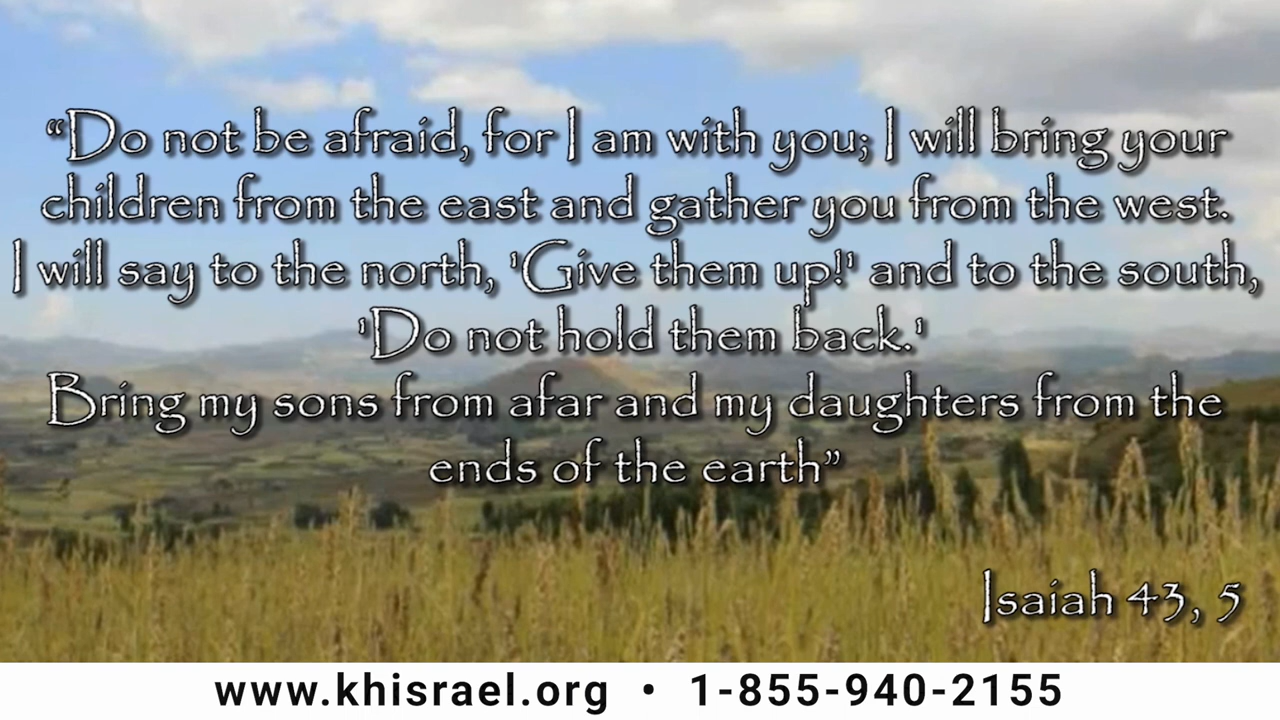 “Do not be afraid, for I am with you; I will bring your
children from the east and gather you from the west.
I will say to the north, 'Give them up!' and to the south,
'Do not hold them back.'
Bring my sons from afar and my daughters from the
ends of the earth”
Isaiah 43, 5
www.khisrael.org • 1-855-940-2155